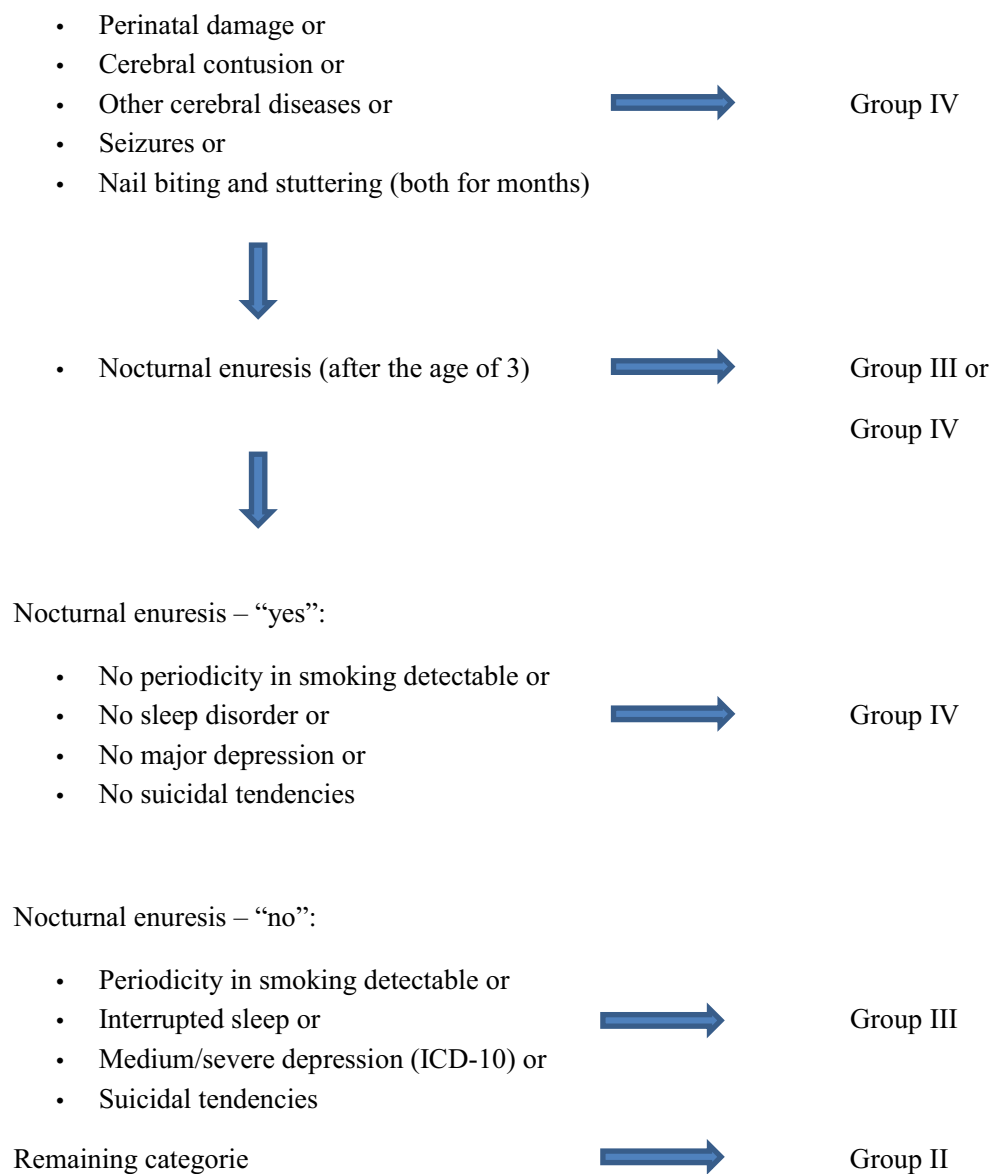 • Perinatal damage or
• Cerebral contusion or
• Other cerebral diseases or Group IV
• Seizures or
• Nail biting and stuttering (both for months)
• Nocturnal enuresis (after the age of 3) Group III or
Group IV
Nocturnal enuresis – “yes”:
• No periodicity in smoking detectable or
• No sleep disorder or Group IV
• No major depression or
• No suicidal tendencies
Nocturnal enuresis – “no”:
• Periodicity in smoking detectable or
• Interrupted sleep or Group III
• Medium/severe depression (ICD-10) or
• Suicidal tendencies
Remaining categorie Group II